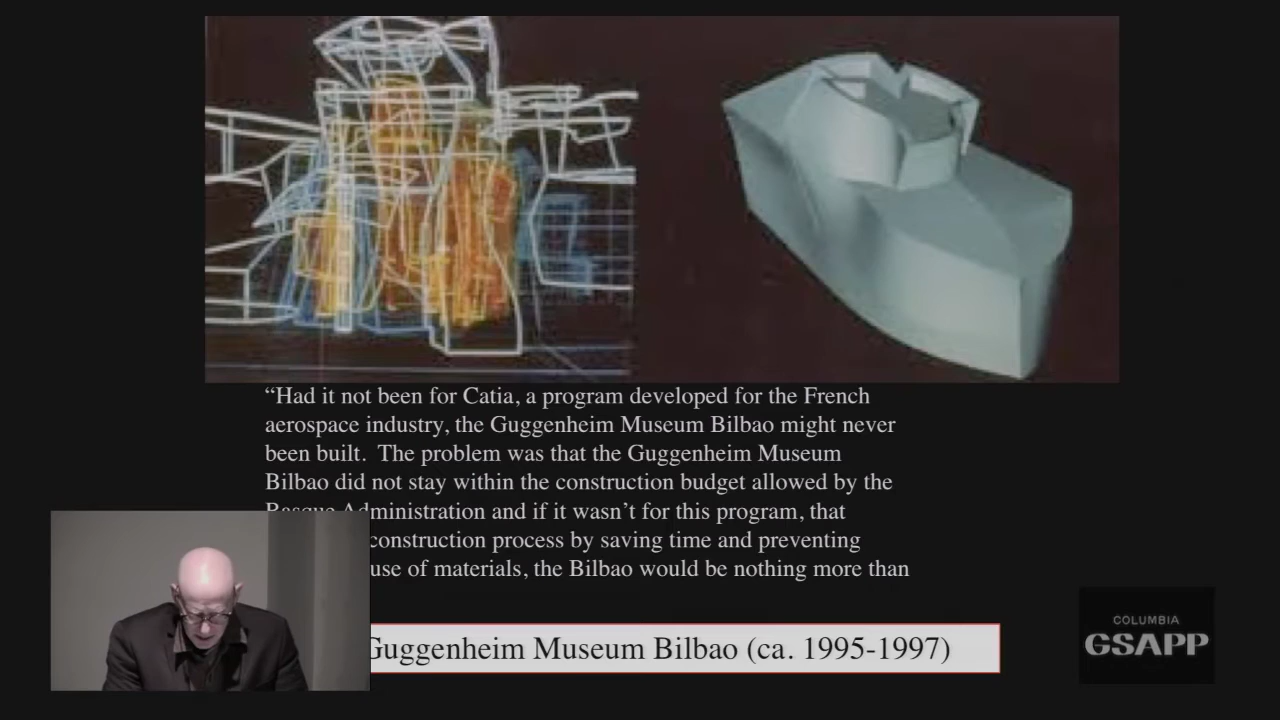 “Had it not been for Catia, a program developed for the French
aerospace industry, the Guggenheim Museum Bilbao might never
been built.  The problem was that the Guggenheim Museum
Bilbao did not stay within the construction budget allowed by the
Basque Administration and if it wasn’t for this program, that
construction process by saving time and preventing
use of materials, the Bilbao would be nothing more than
Guggenheim Museum Bilbao (ca. 1995-1997)
COLUMBIA
GSAPP